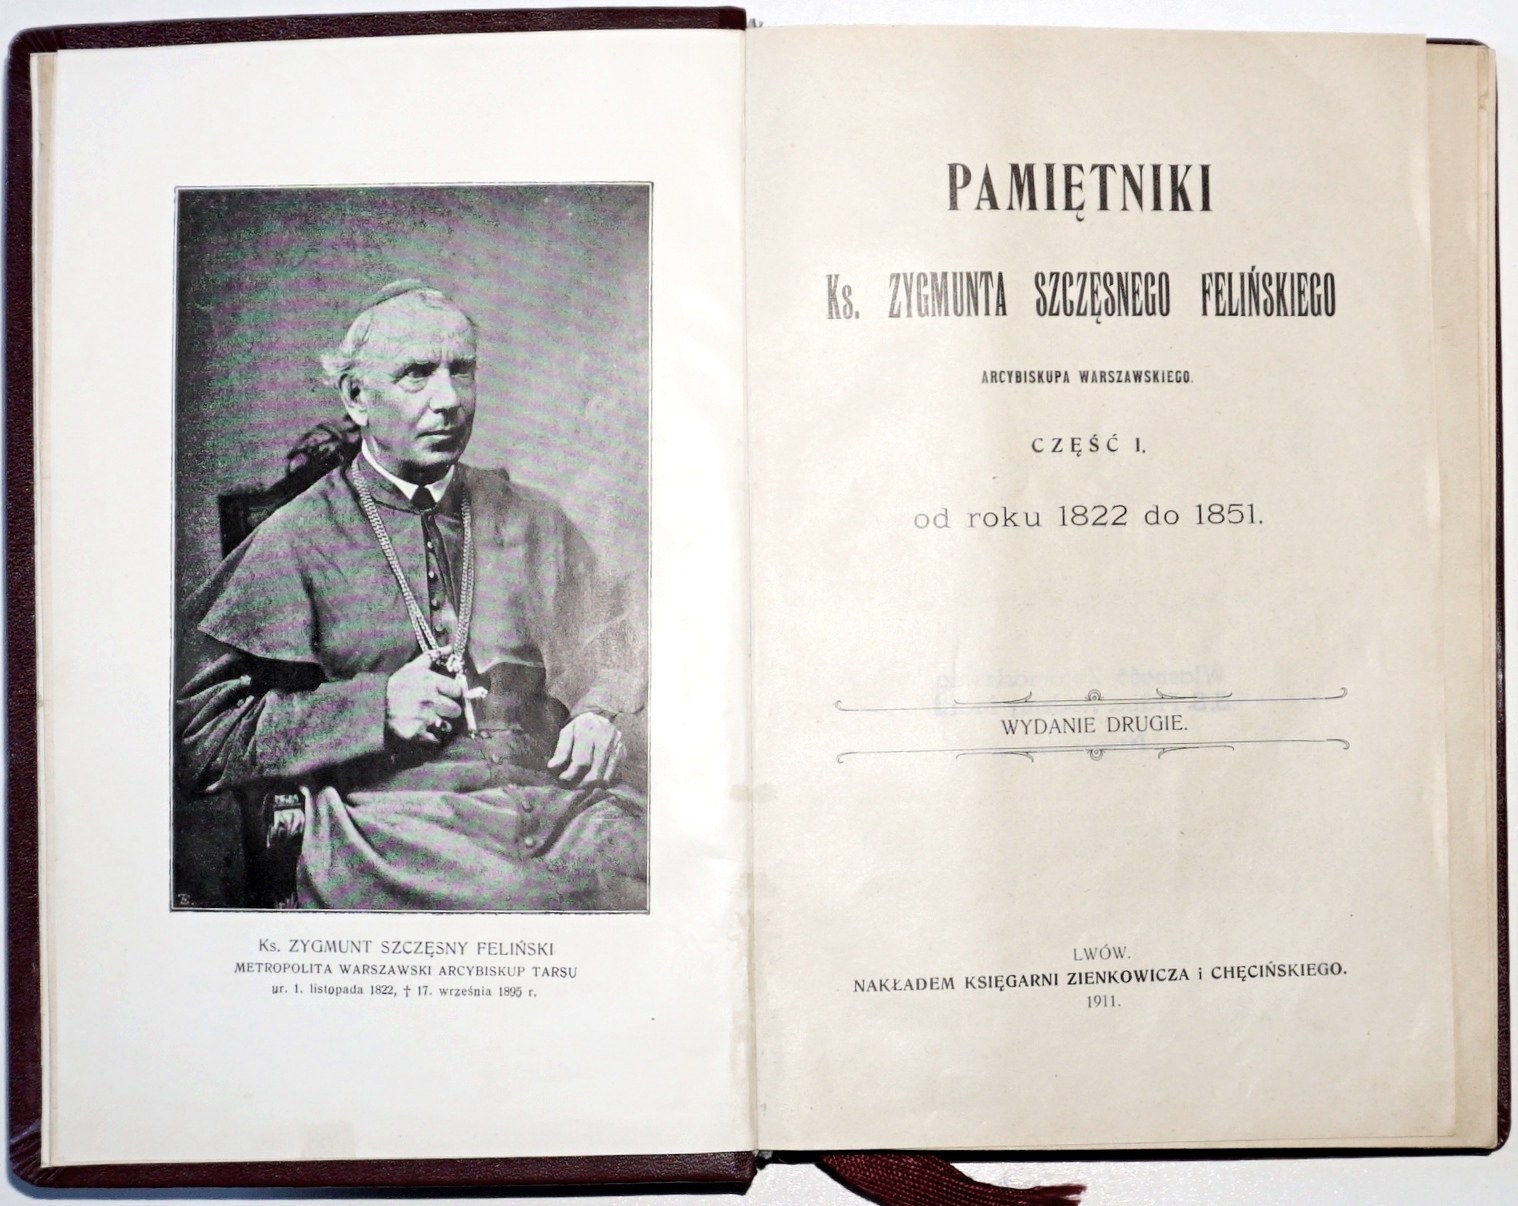 Ks. ZYGMUNT SZCZĘSNY FELIŃSKI
METROPOLITA WARSZAWSKI ARCYBISKUP TARSU
ur. 1. listopada 1822, † 17. września 1895 r.
PAMIĘTNIKI
Ks. ZYGMUNTA SZCZĘSNEGO FELIŃSKIEGO
ARCYBISKUPA WARSZAWSKIEGO.
CZĘŚĆ I.
od roku 1822 do 1851.
WYDANIE DRUGIE.
LWÓW.
NAKŁADEM KSIĘGARNI ZIENKOWICZA i CHĘCIŃSKIEGO.
1911.